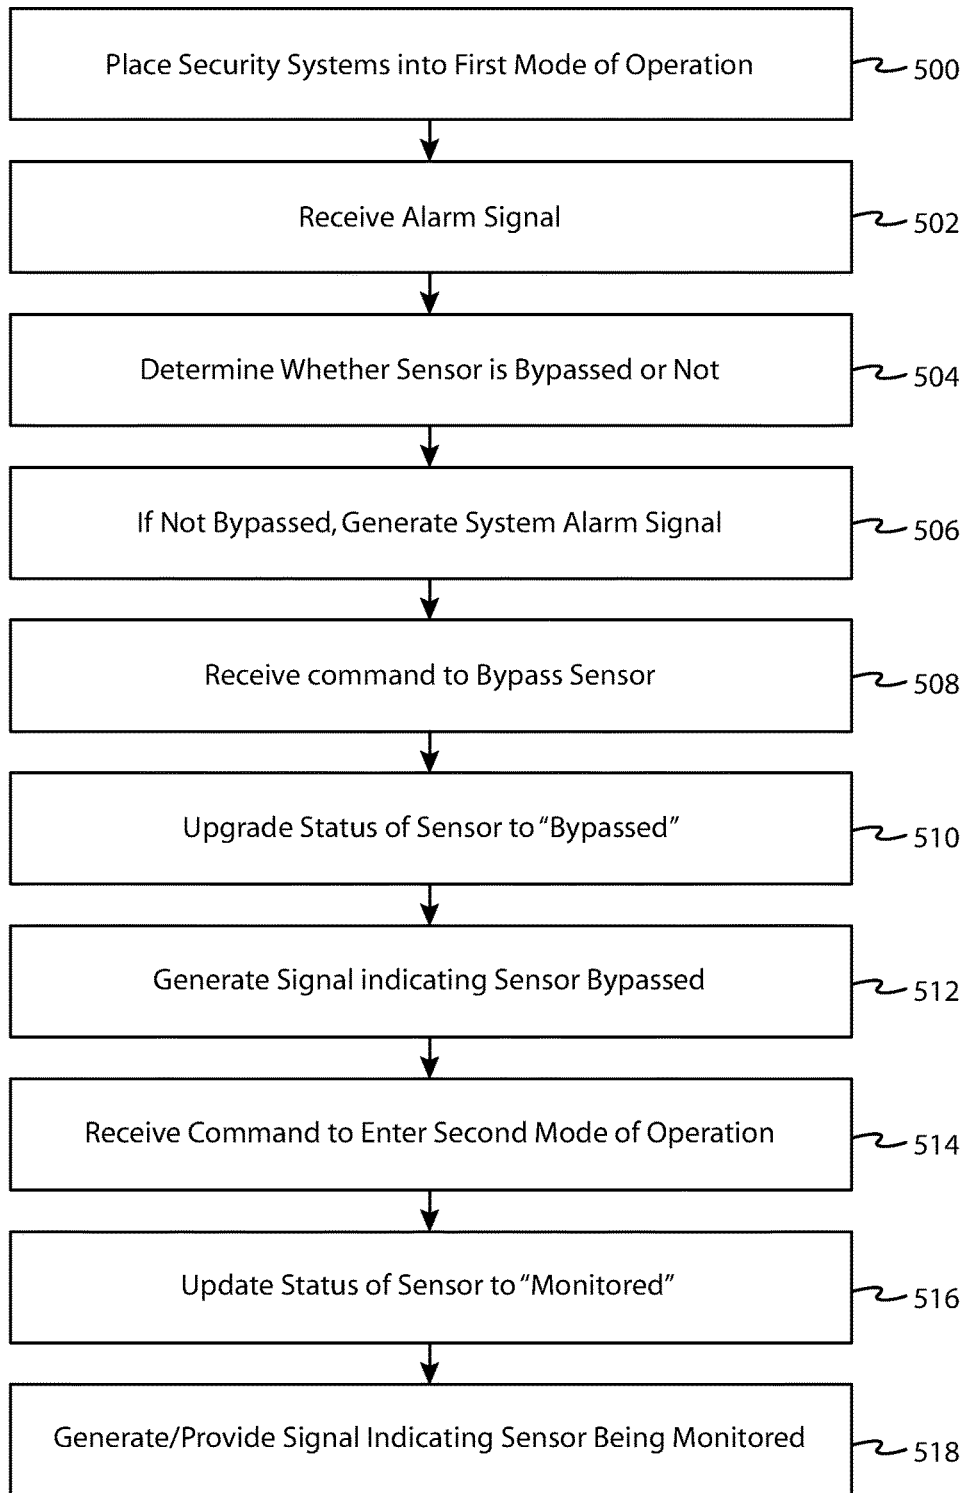 Place Security Systems into First Mode of Operation
500
Receive Alarm Signal
502
Determine Whether Sensor is Bypassed or Not
504
If Not Bypassed, Generate System Alarm Signal
506
Receive command to Bypass Sensor
508
Upgrade Status of Sensor to “Bypassed”
510
Generate Signal indicating Sensor Bypassed
512
Receive Command to Enter Second Mode of Operation
514
Update Status of Sensor to “Monitored”
516
Generate/Provide Signal Indicating Sensor Being Monitored
518